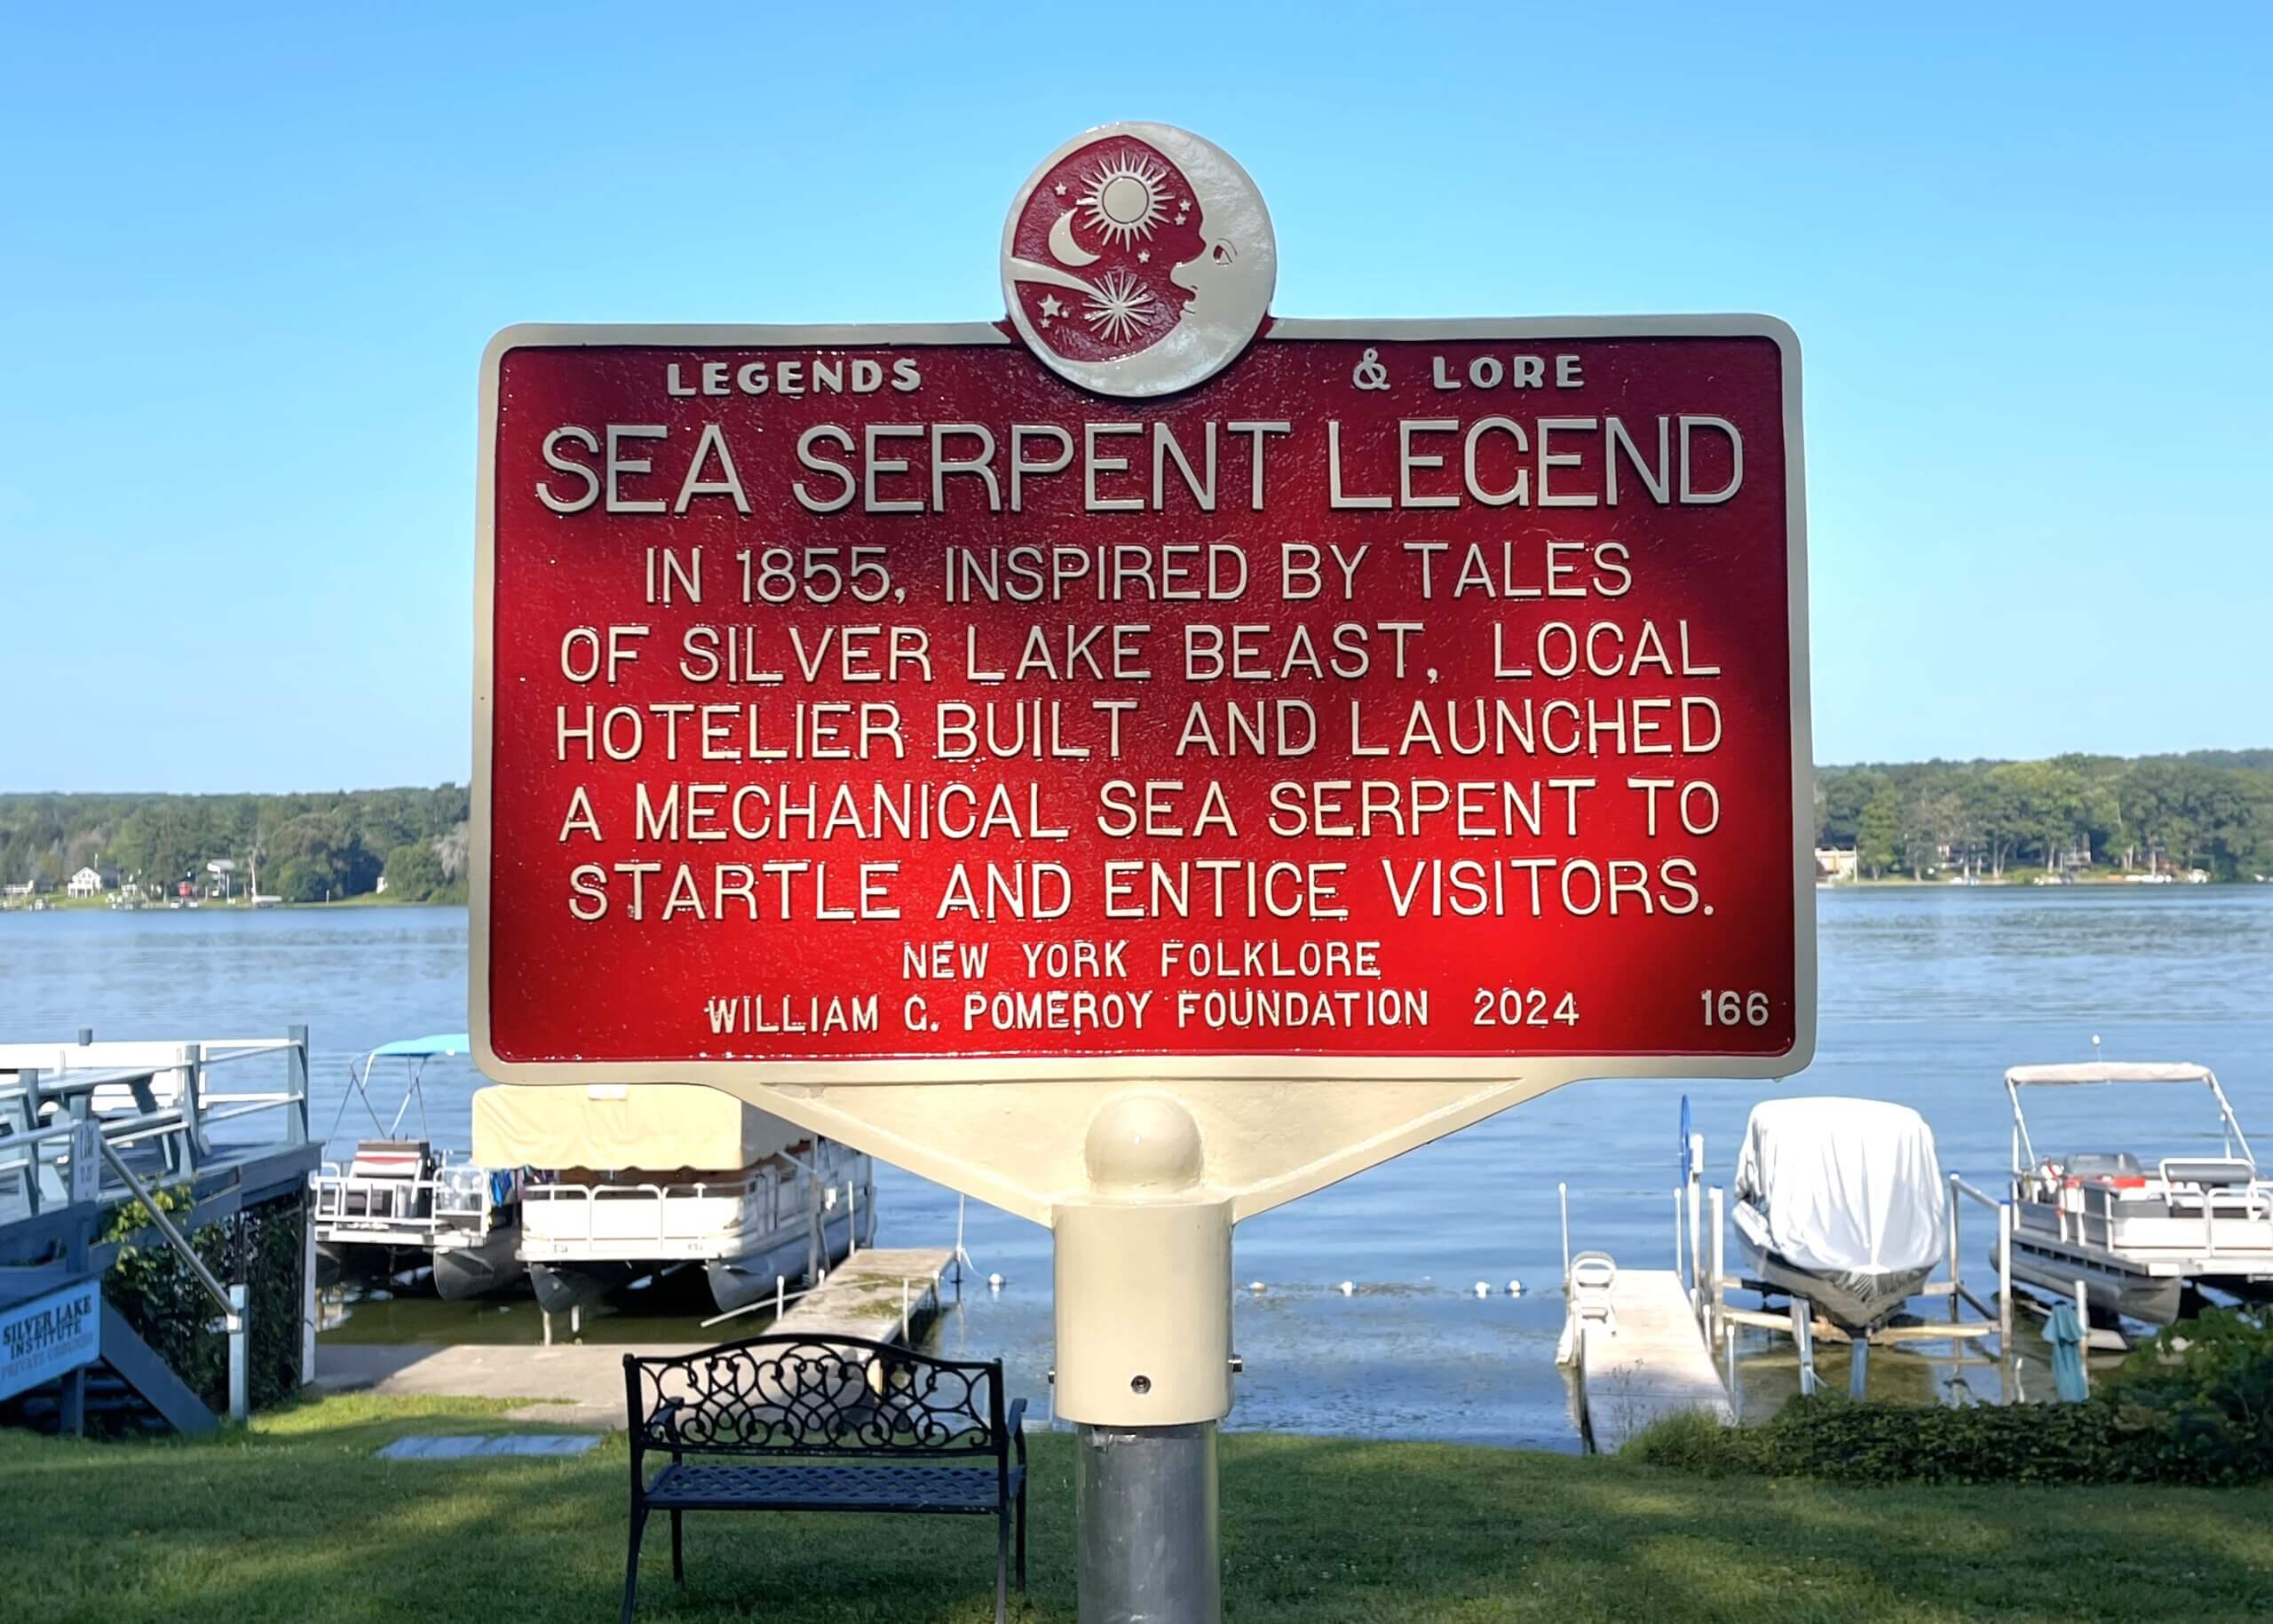 LEGENDS & LORE
SEA SERPENT LEGEND
IN 1855, INSPIRED BY TALES
OF SILVER LAKE BEAST, LOCAL
HOTELIER BUILT AND LAUNCHED
A MECHANICAL SEA SERPENT TO
STARTLE AND ENTICE VISITORS.
NEW YORK FOLKLORE
WILLIAM G. POMEROY FOUNDATION 2024 166
SILVER LAKE
INSTITUTE
PRIVATE GROUNDS